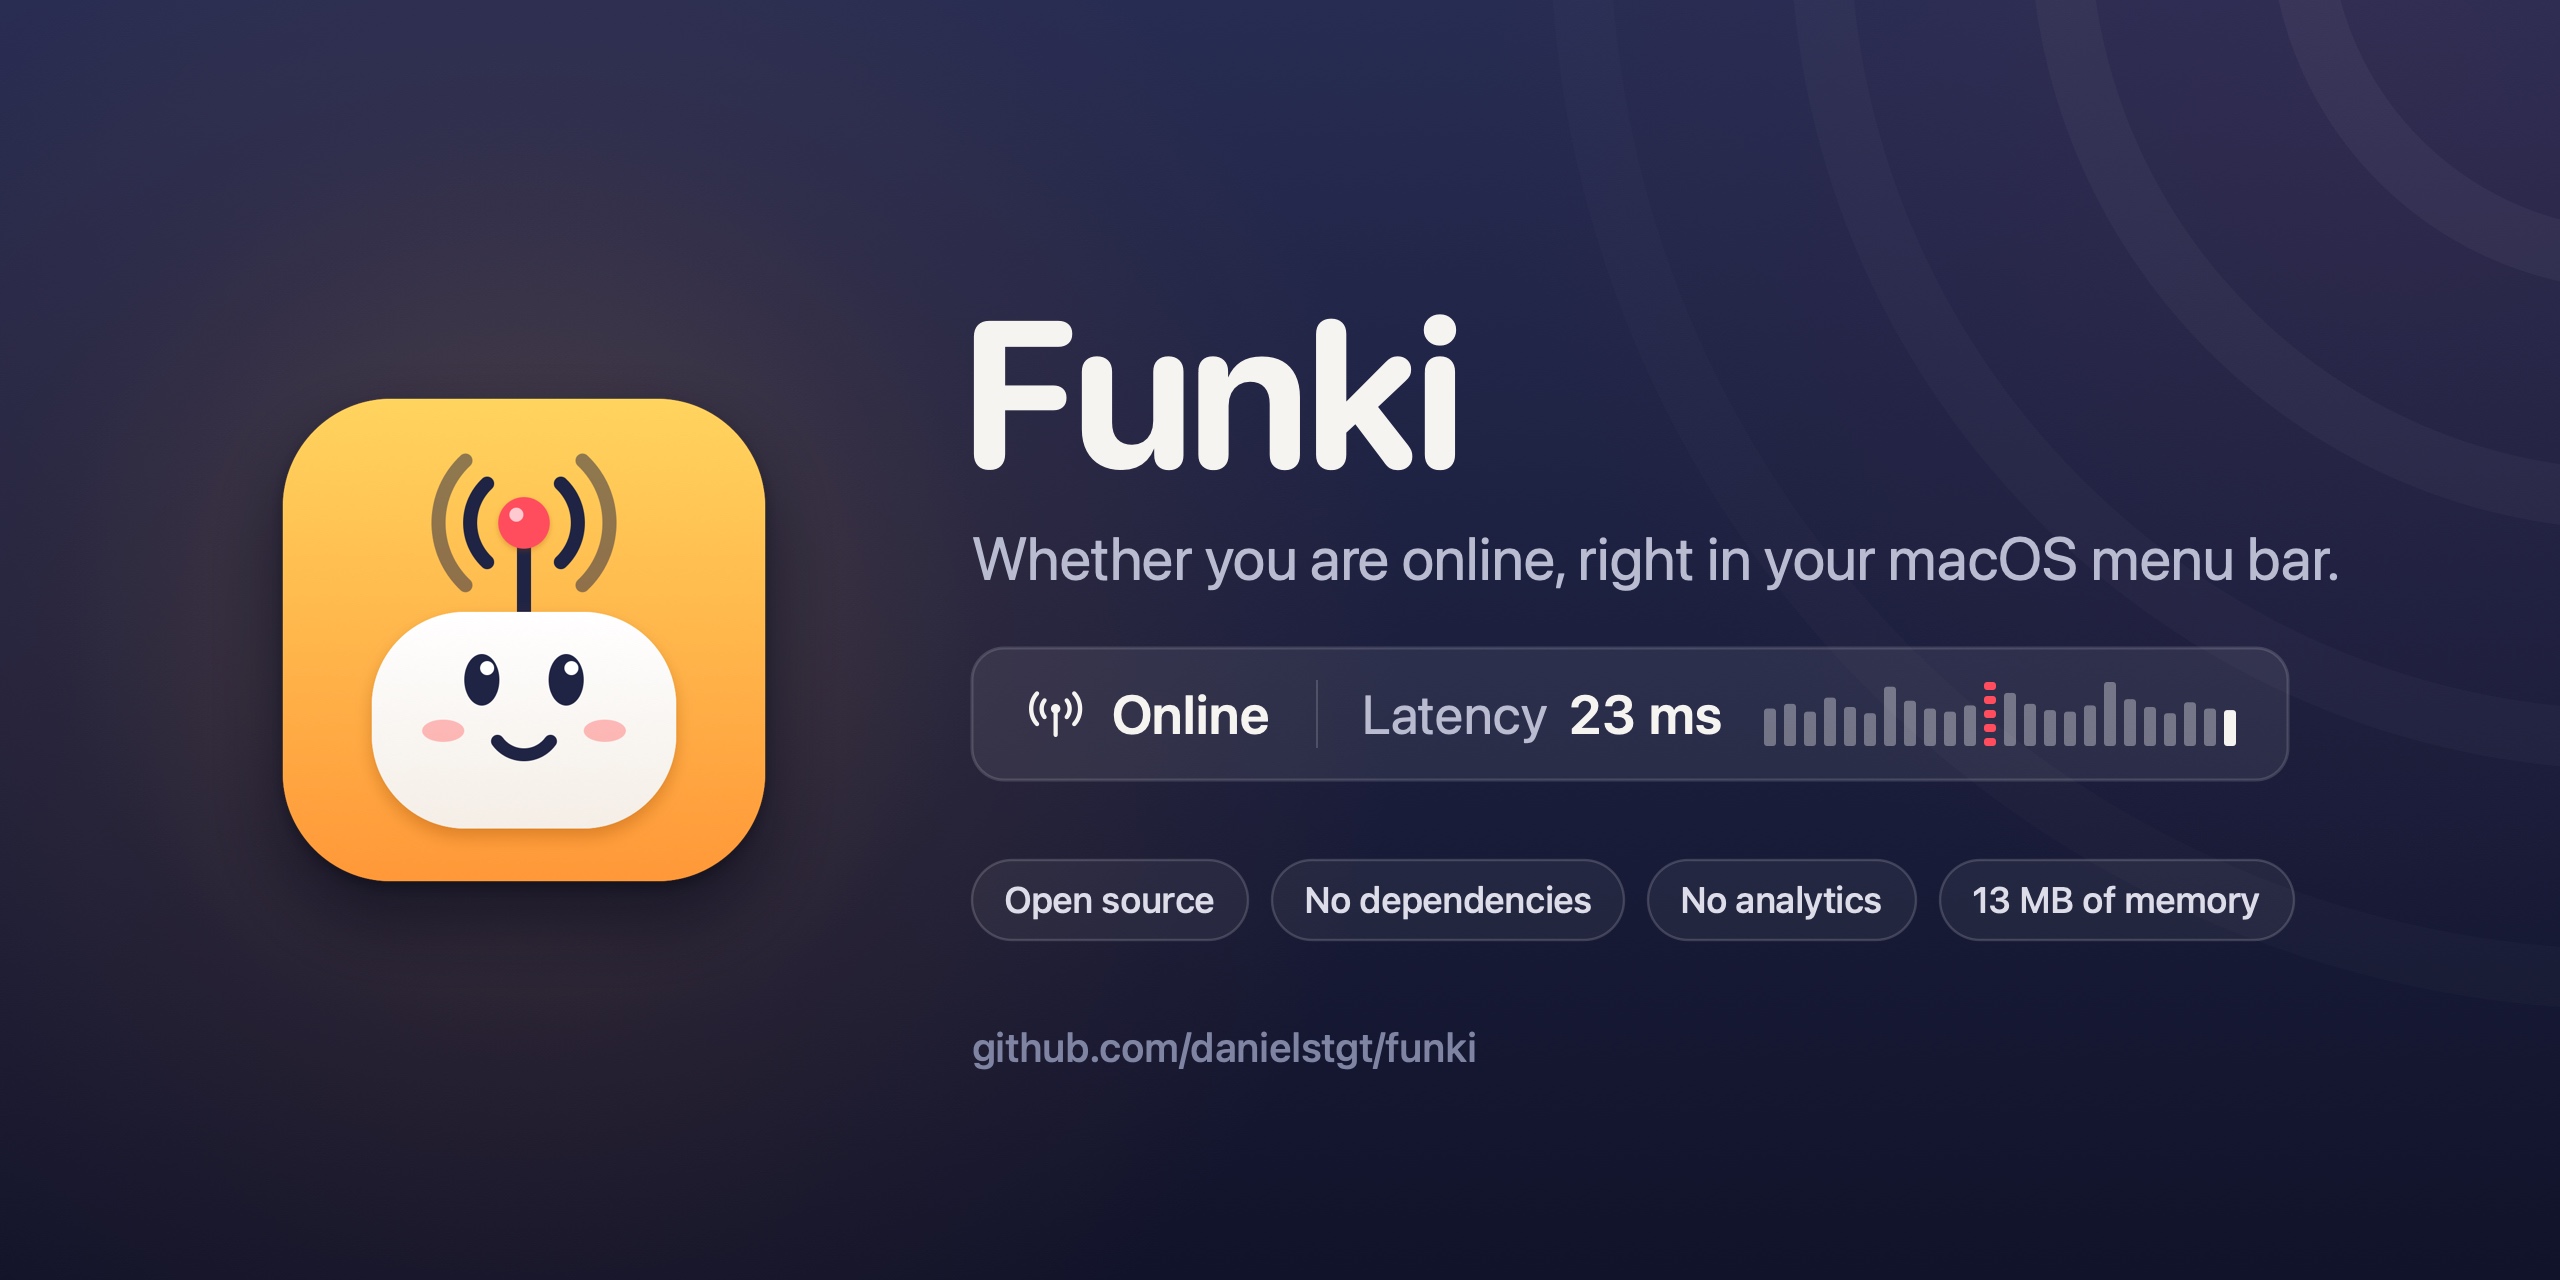 Funki
Whether you are online, right in your macOS menu bar.
Online Latency 23 ms
Open source No dependencies No analytics 13 MB of memory
github.com/danielstgt/funki